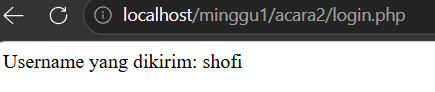 localhost/minggu1/acara2/login.php
Username yang dikirim: shofi